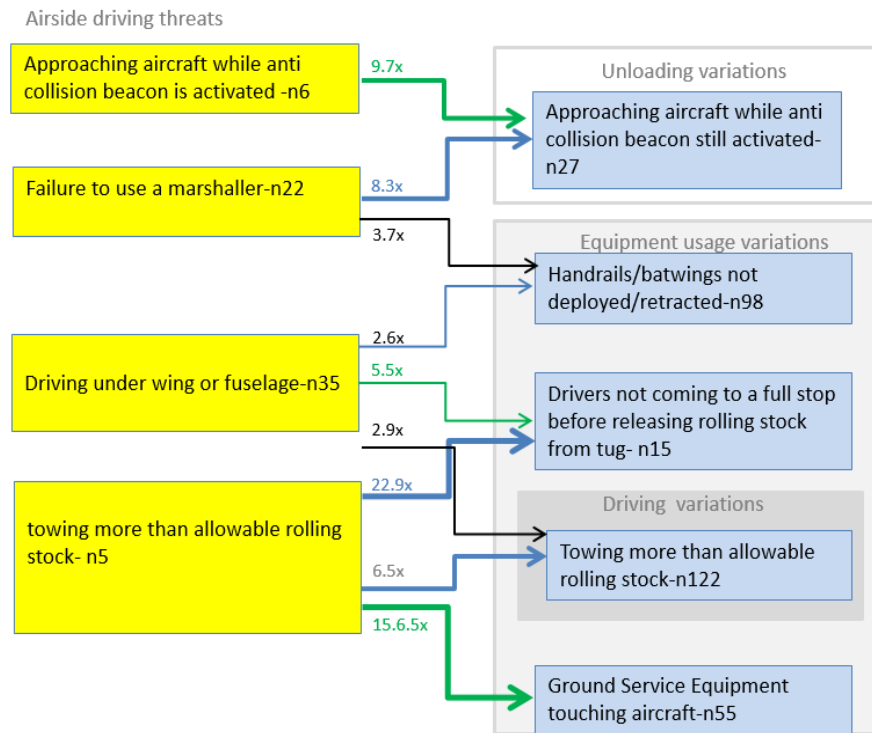 Airside driving threats
Approaching aircraft while anti
collision beacon is activated -n6
9.7x
Unloading variations
Approaching aircraft while anti
collision beacon still activated-
n27
Failure to use a marshaller-n22
8.3x
3.7x
Equipment usage variations
Handrails/batwings not
deployed/retracted-n98
2.6x
Driving under wing or fuselage-n35
5.5x
Drivers not coming to a full stop
before releasing rolling stock
from tug- n15
2.9x
22.9x
towing more than allowable rolling
stock- n5
Driving  variations
Towing more than allowable
rolling stock-n122
6.5x
15.6.5x
Ground Service Equipment
touching aircraft-n55